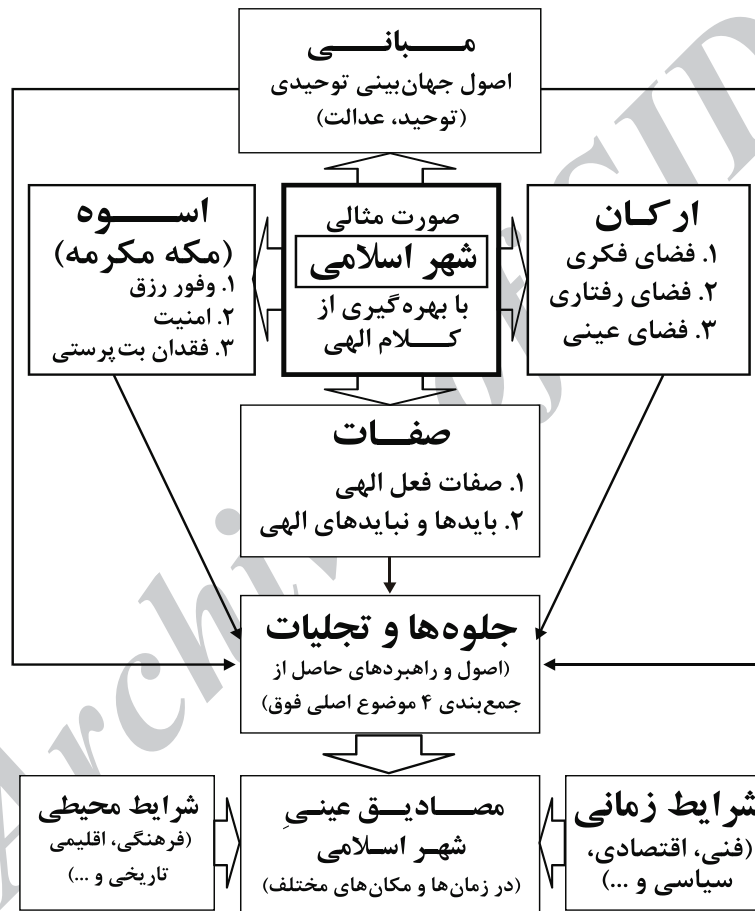 مبانی
اصول جهان‌بینی توحیدی
(توحید، عدالت)
ارکان
۱. فضای فکری
۲. فضای رفتاری
۳. فضای عینی
صورت مثالی
شهر اسلامی
با بهره‌گیری از
کلام الهی
اسوه
(مکه مکرمه)
۱. وفور رزق
۲. امنیت
۳. فقدان بت‌پرستی
صفات
۱. صفات فعل الهی
۲. بایدها و نبایدهای الهی
جلوه‌ها و تجلیات
(اصول و راهبردهای حاصل از
جمع‌بندی ۴ موضوع اصلی فوق)
شرایط زمانی
(فنی، اقتصادی،
سیاسی و ...)
مصادیق عینیِ
شهر اسلامی
(در زمان‌ها و مکان‌های مختلف)
شرایط محیطی
(فرهنگی، اقلیمی
تاریخی و ...)
Archive of SID